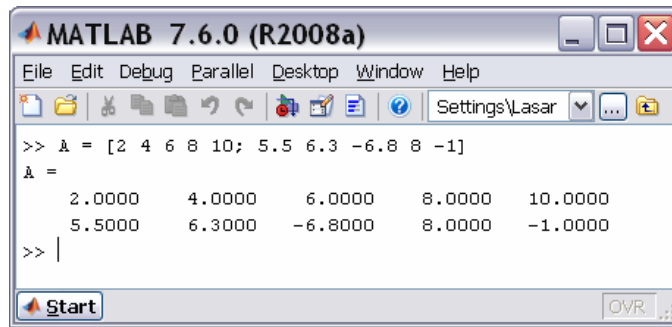 MATLAB 7.6.0 (R2008a)
File Edit Debug Parallel Desktop Window Help
Settings\Lasar ...
>> A = [2 4 6 8 10; 5.5 6.3 -6.8 8 -1]
A =
2.0000 4.0000 6.0000 8.0000 10.0000
5.5000 6.3000 -6.8000 8.0000 -1.0000
>>
Start OVR